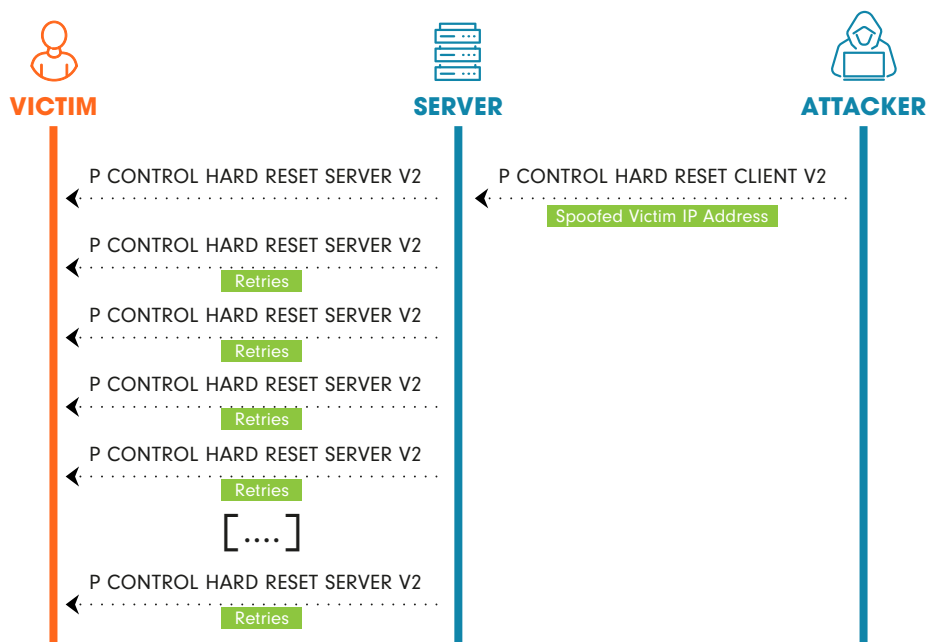 VICTIM
SERVER
ATTACKER
P CONTROL HARD RESET SERVER V2
P CONTROL HARD RESET CLIENT V2
Spoofed Victim IP Address
P CONTROL HARD RESET SERVER V2
Retries
P CONTROL HARD RESET SERVER V2
Retries
P CONTROL HARD RESET SERVER V2
Retries
P CONTROL HARD RESET SERVER V2
Retries
[....]
P CONTROL HARD RESET SERVER V2
Retries